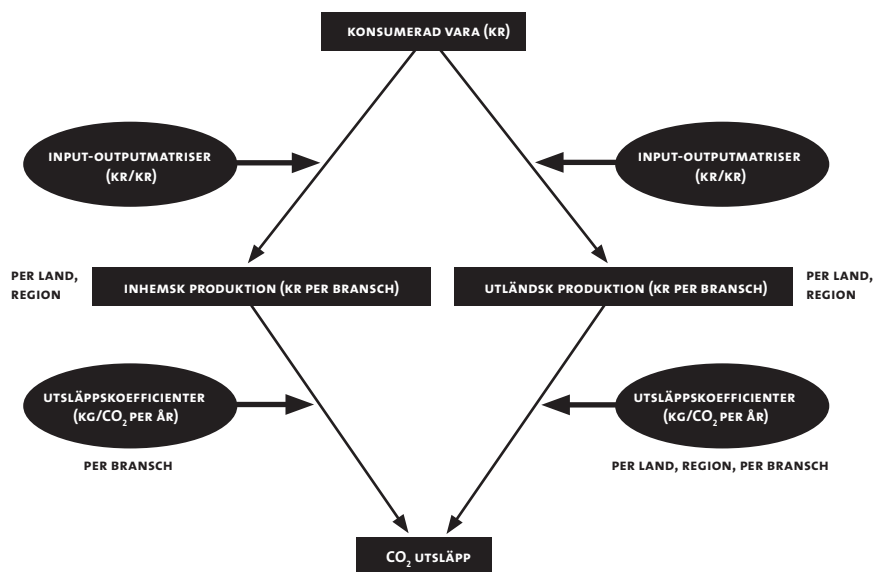 KONSUMERAD VARA (KR)
INPUT-OUTPUTMATRISER
(KR/KR)
INPUT-OUTPUTMATRISER
(KR/KR)
PER LAND,
REGION
INHEMSK PRODUKTION (KR PER BRANSCH)
UTLÄNDSK PRODUKTION (KR PER BRANSCH)
PER LAND,
REGION
UTSLÄPPSKOEFFICIENTER
(KG/CO₂ PER ÅR)
PER BRANSCH
UTSLÄPPSKOEFFICIENTER
(KG/CO₂ PER ÅR)
PER LAND, REGION, PER BRANSCH
CO₂ UTSLÄPP